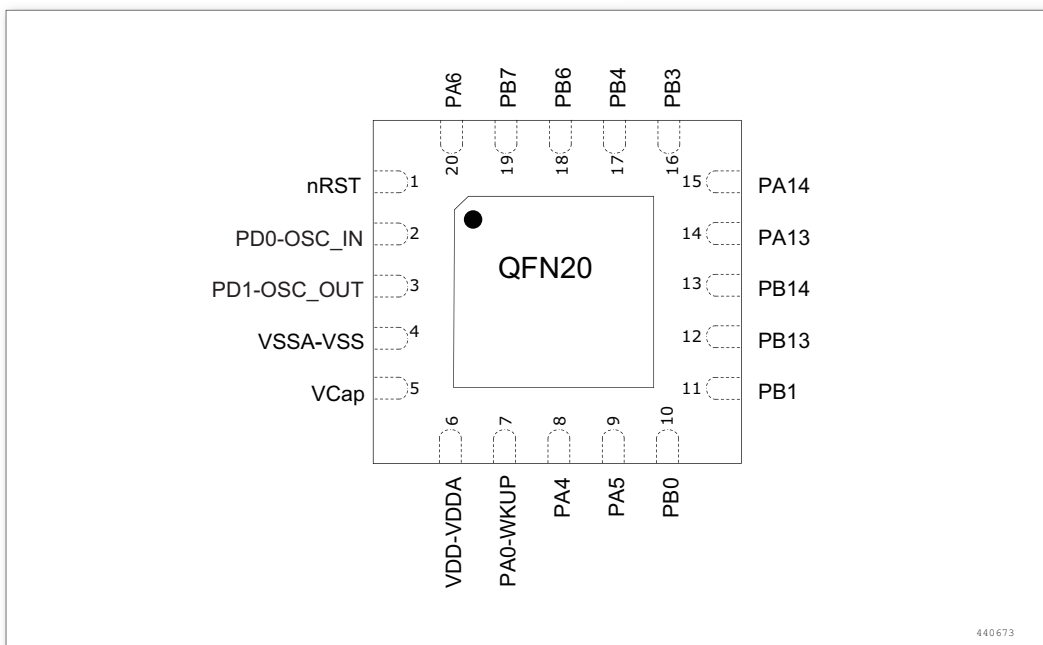 PA6
PB7
PB6
PB4
PB3
20
19
18
17
16
nRST
1
15
PA14
PD0-OSC_IN
2
14
PA13
PD1-OSC_OUT
3
13
PB14
VSSA-VSS
4
12
PB13
VCap
5
11
PB1
QFN20
6
7
8
9
10
VDD-VDDA
PA0-WKUP
PA4
PA5
PB0
440673